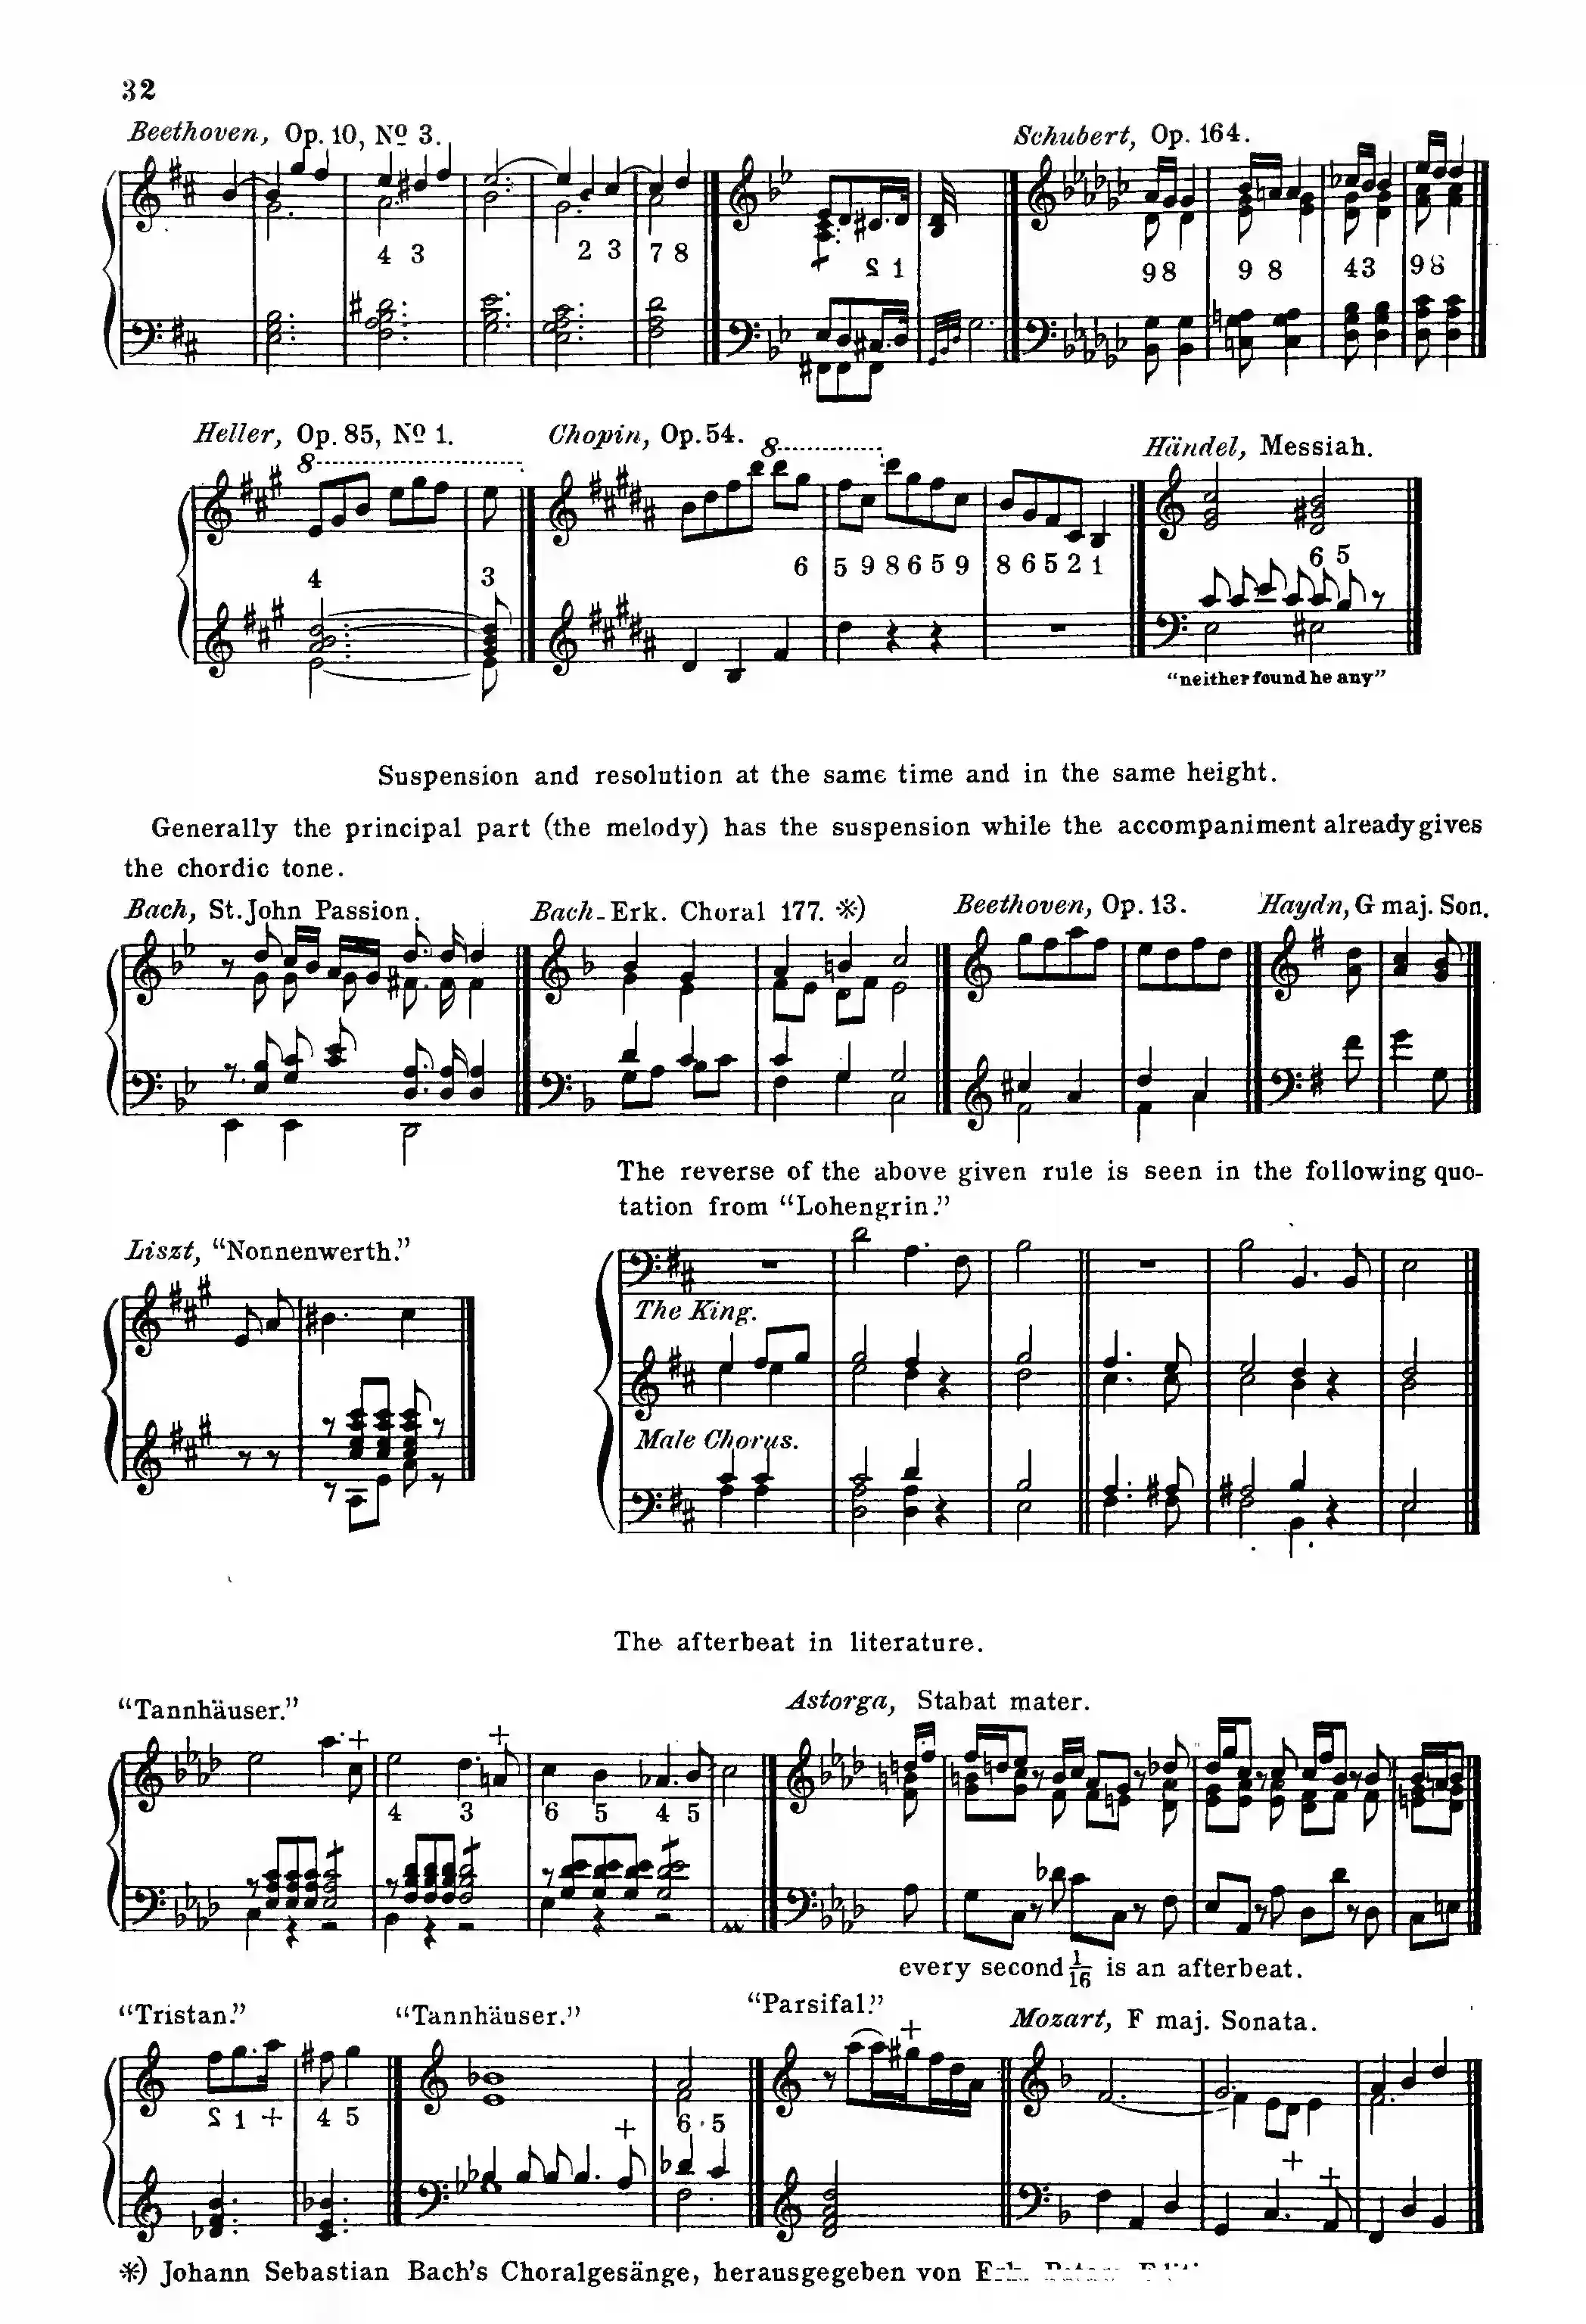 32
Beethoven, Op. 10, No 3.
Schubert, Op. 164.
4 3 2 3 7 8 2 1 9 8 9 8 4 3 9 8
Heller, Op. 85, No 1.
Chopin, Op. 54.
Händel, Messiah.
8 8
4 3 6 5 9 8 6 5 9 8 6 5 2 1 6 5
"neither found he any"
Suspension and resolution at the same time and in the same height.
Generally the principal part (the melody) has the suspension while the accompaniment already gives
the chordic tone.
Bach, St. John Passion.
Bach-Erk. Choral 177. ※)
Beethoven, Op. 13.
Haydn, G maj. Son.
The reverse of the above given rule is seen in the following quo-
tation from "Lohengrin."
Liszt, "Nonnenwerth."
The King.
Male Chorus.
The afterbeat in literature.
"Tannhäuser."
Astorga, Stabat mater.
+ +
4 3 6 5 4 5
every second 1/16 is an afterbeat.
"Tristan."
"Tannhäuser."
"Parsifal."
Mozart, F maj. Sonata.
+
2 1 + 4 5 + 6 5
+ +
※) Johann Sebastian Bach's Choralgesänge, herausgegeben von